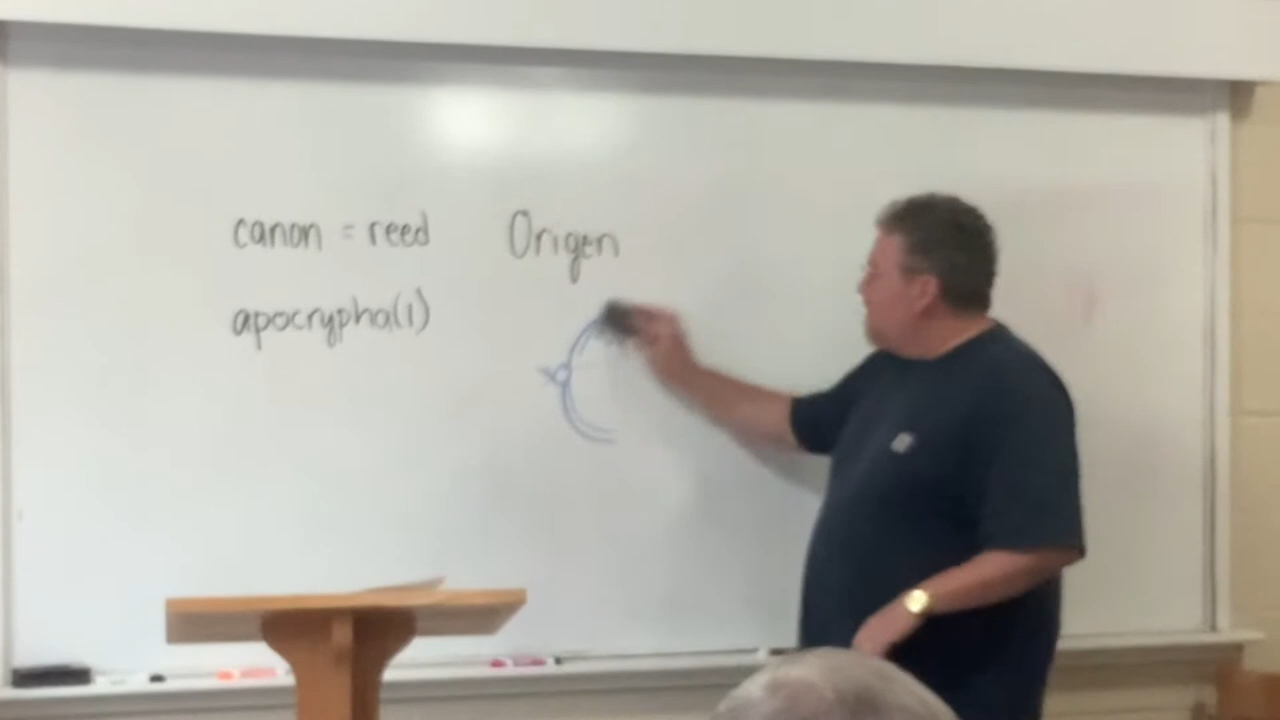 canon = reed Origen
apocrypha(1)